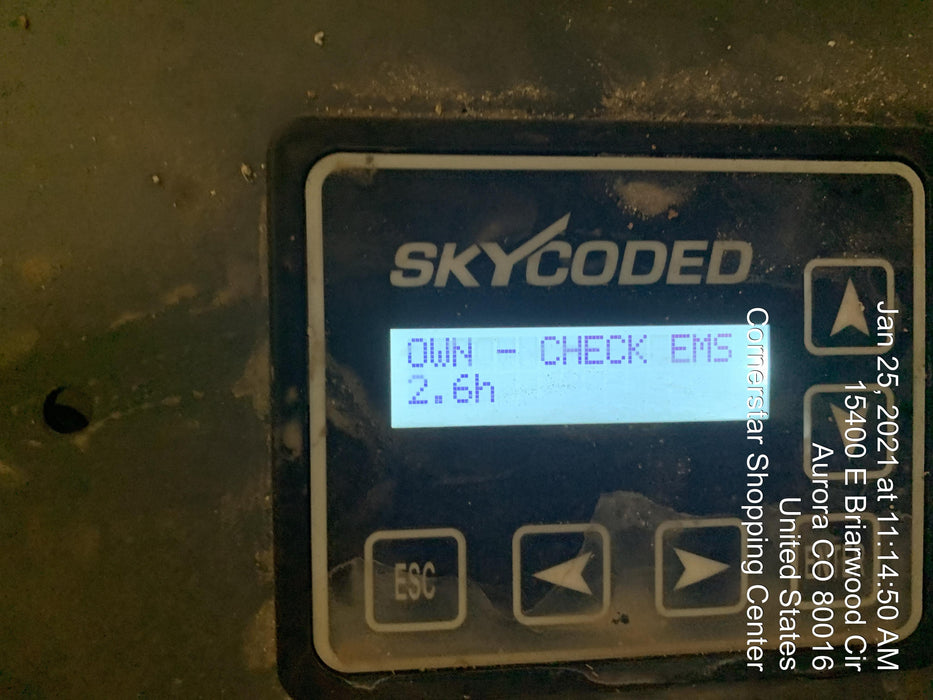 SKYCODED
OWN - CHECK EMS
2.6h
ESC
Jan 25, 2021 at 11:14:50 AM
15400 E Briarwood Cir
Aurora CO 80016
United States
Cornerstar Shopping Center